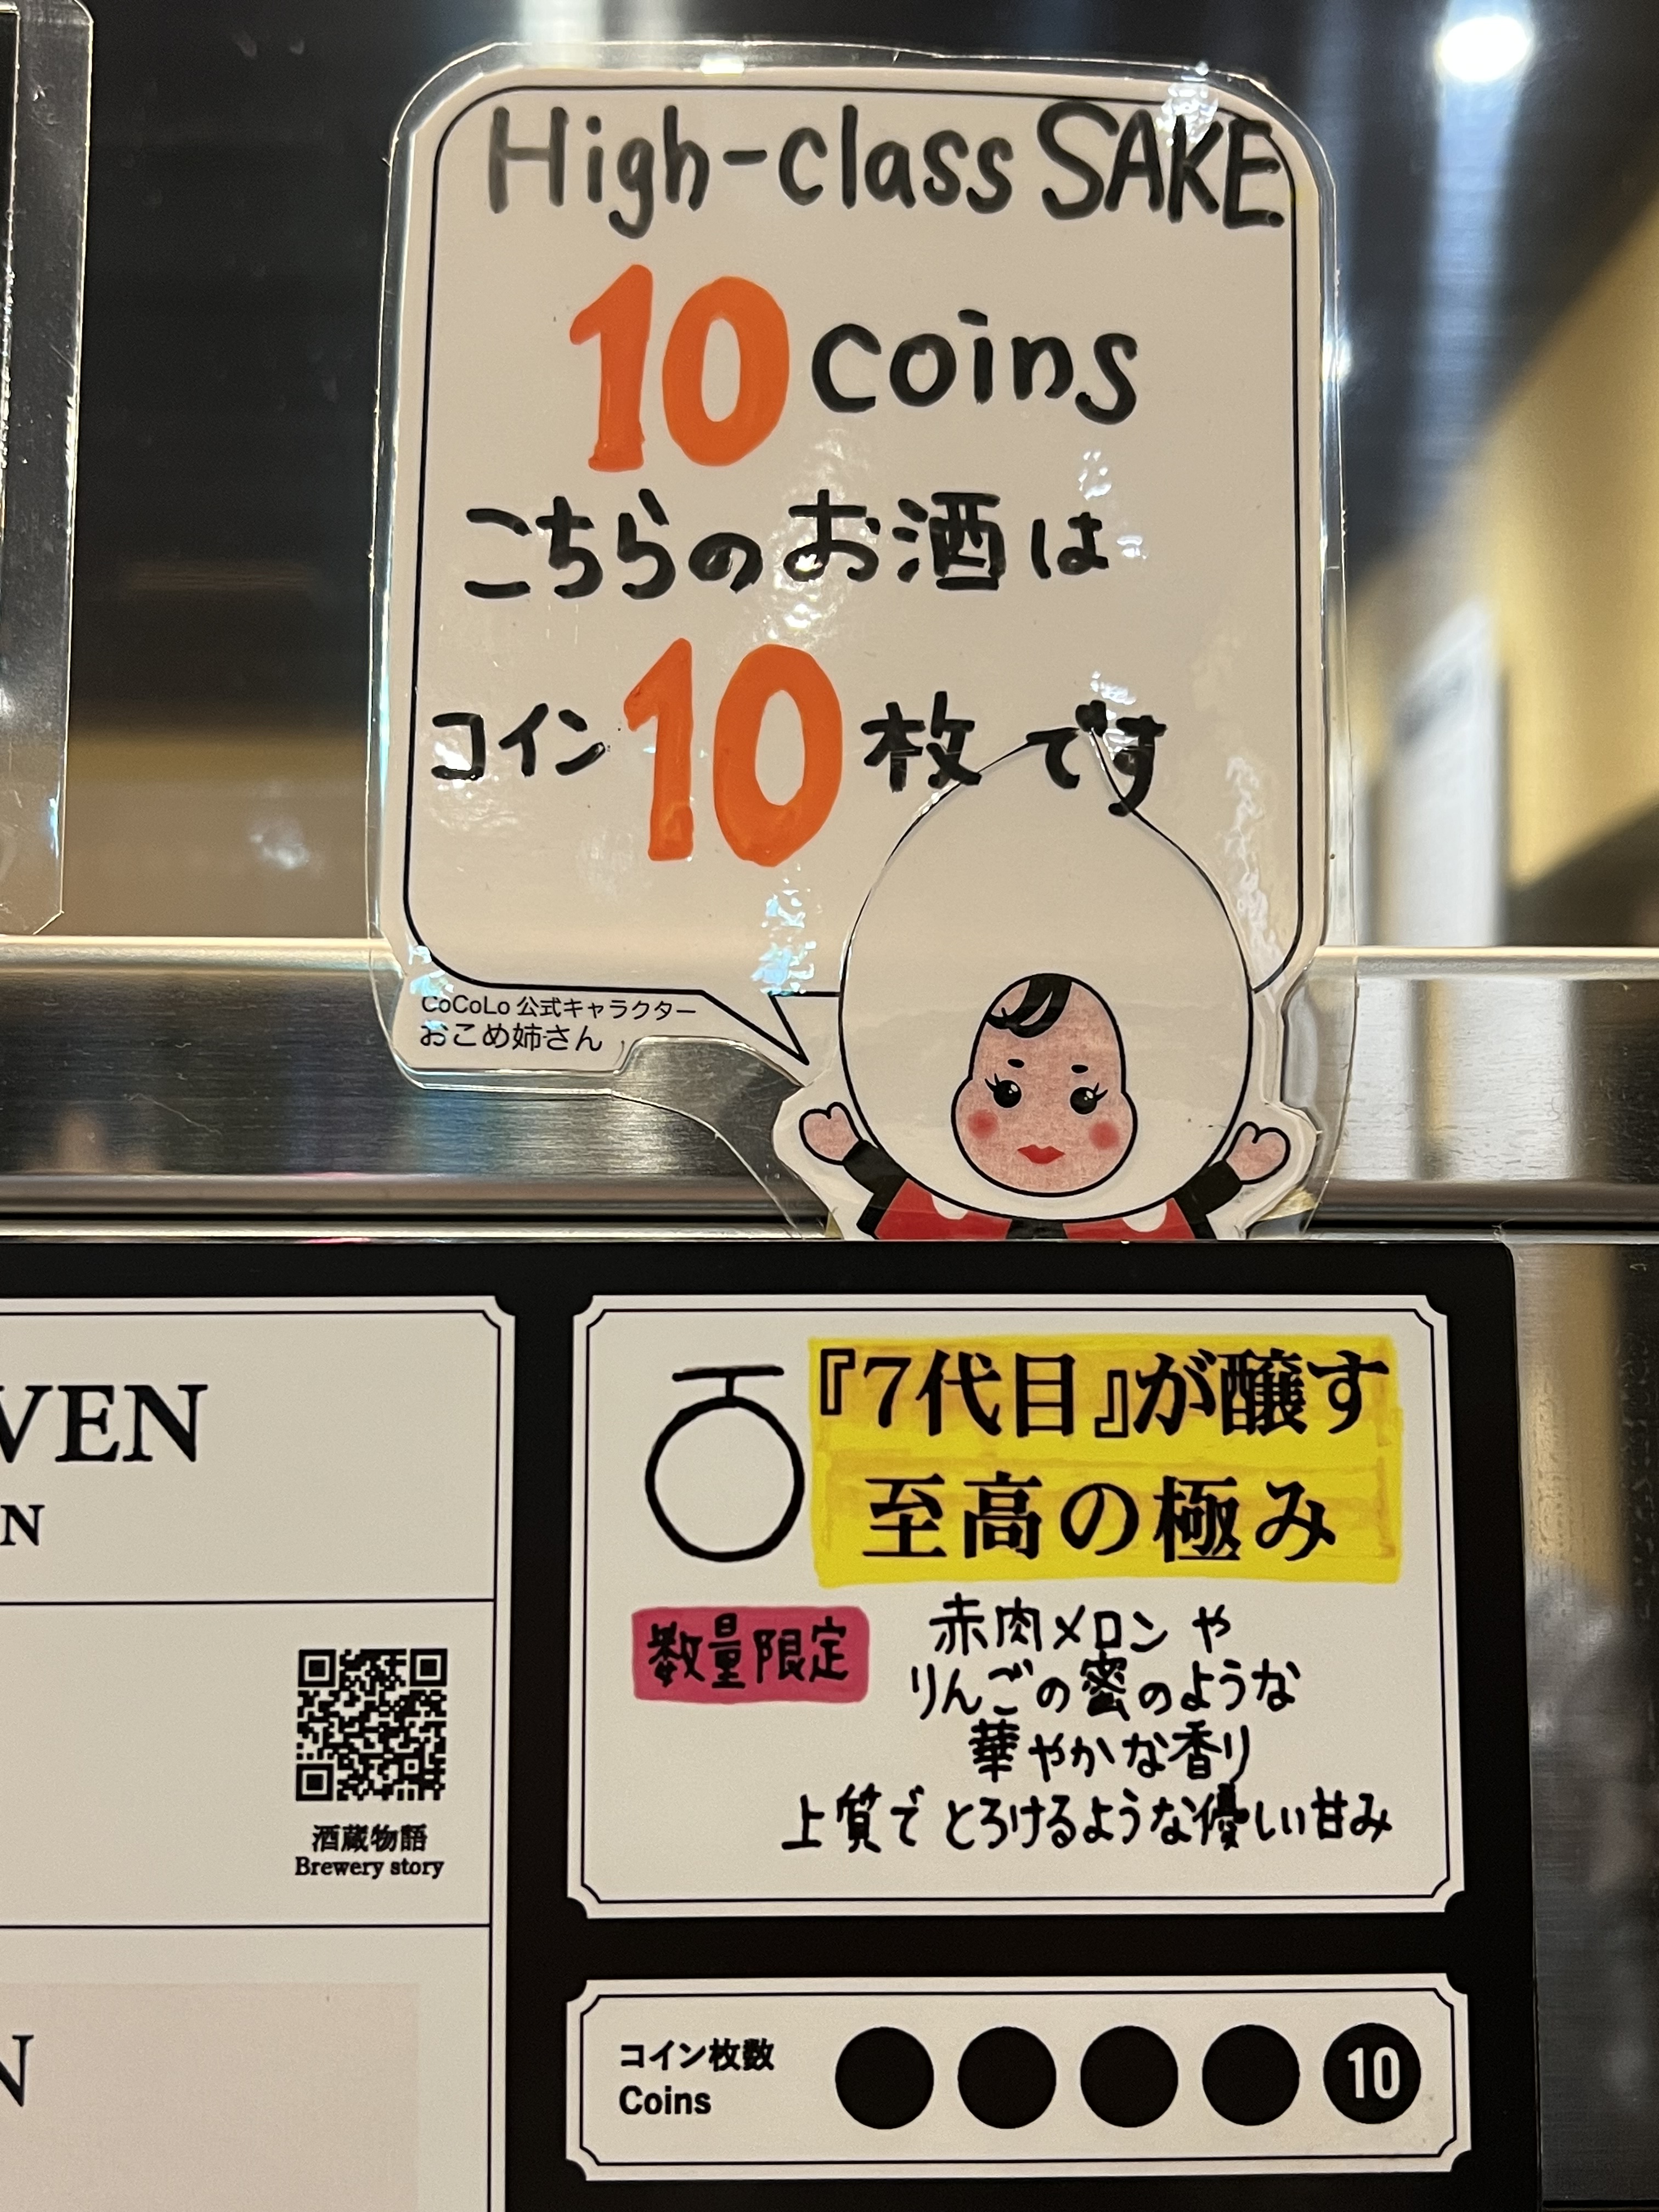 High-class SAKE
10 coins
こちらのお酒は
コイン10枚です
CoCoLo 公式キャラクター
おこめ姉さん
VEN
N
酒蔵物語
Brewery story
N
『7代目』が醸す
至高の極み
数量限定
赤肉メロンや
りんごの蜜のような
華やかな香り
上質でとろけるような優しい甘み
コイン枚数
Coins
10